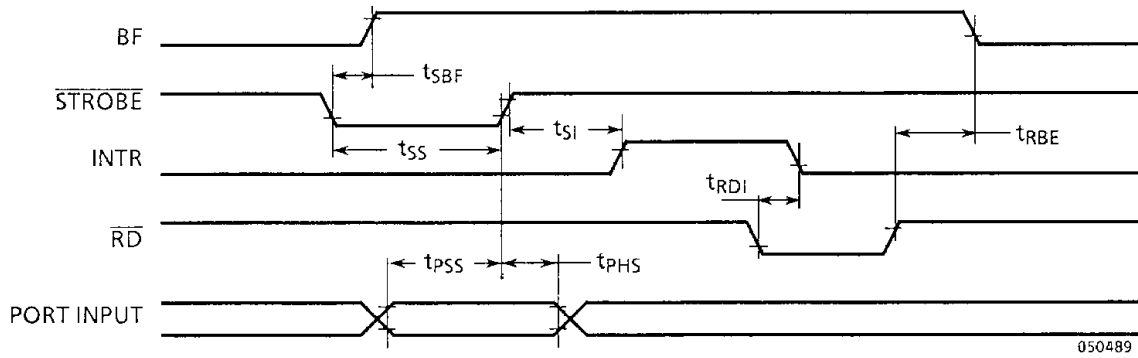 BF
tSBF
STROBE
tSI
tSS
tRBE
INTR
tRDI
RD
tPSS
tPHS
PORT INPUT
050489